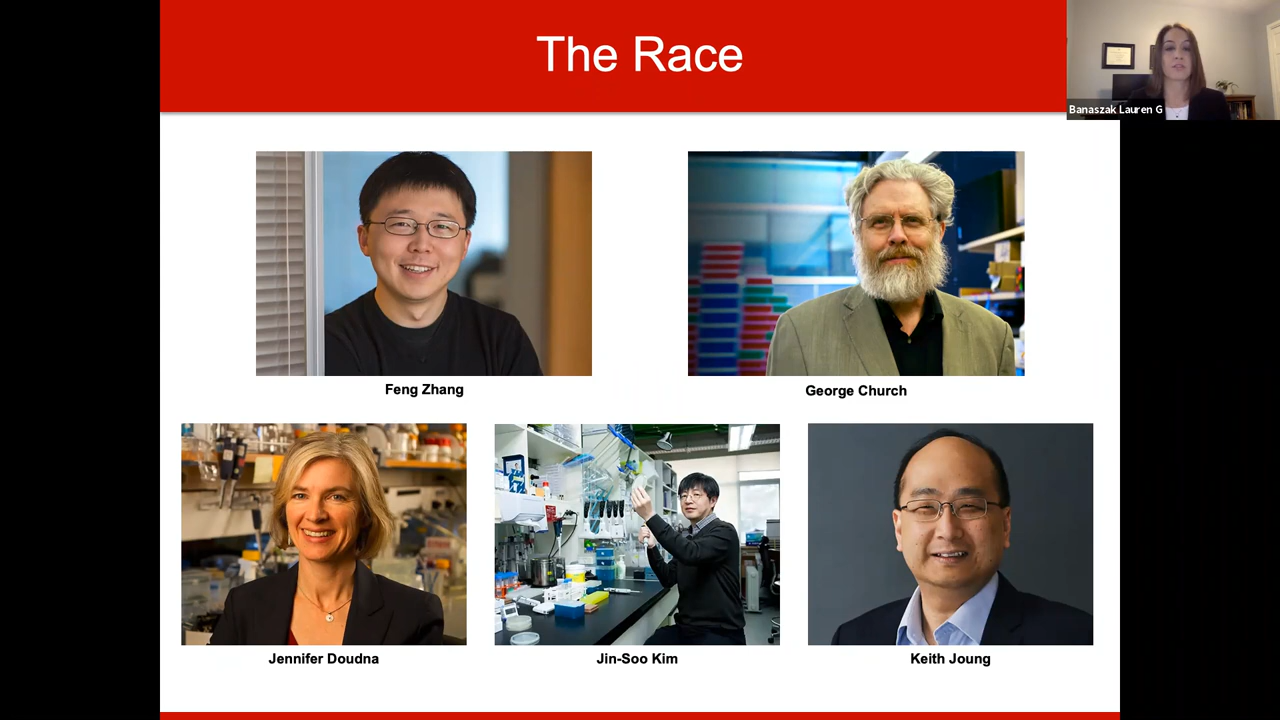 The Race
Banaszak Lauren G
Feng Zhang
George Church
Jennifer Doudna
Jin-Soo Kim
Keith Joung